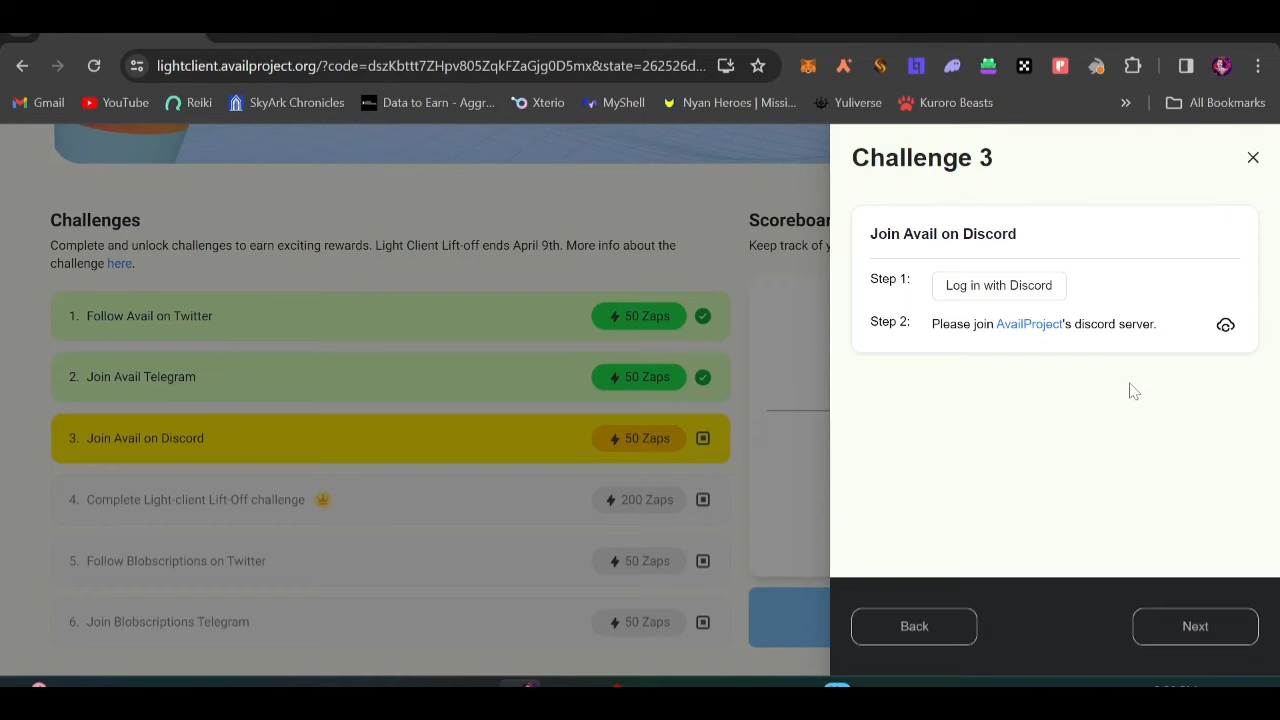 lightclient.availproject.org/?code=dszKbttt7ZHpv805ZqkFZaGjg0D5mx&state=262526d...
Gmail YouTube Reiki SkyArk Chronicles Data to Earn - Aggr... Xterio MyShell Nyan Heroes | Missi... Yuliverse Kuroro Beasts » All Bookmarks
Challenges
Complete and unlock challenges to earn exciting rewards. Light Client Lift-off ends April 9th. More info about the
challenge here.
1. Follow Avail on Twitter 50 Zaps
2. Join Avail Telegram 50 Zaps
3. Join Avail on Discord 50 Zaps
4. Complete Light-client Lift-Off challenge 200 Zaps
5. Follow Blobscriptions on Twitter 50 Zaps
6. Join Blobscriptions Telegram 50 Zaps
Scoreboar
Keep track of y
Challenge 3
Join Avail on Discord
Step 1: Log in with Discord
Step 2: Please join AvailProject's discord server.
Back Next